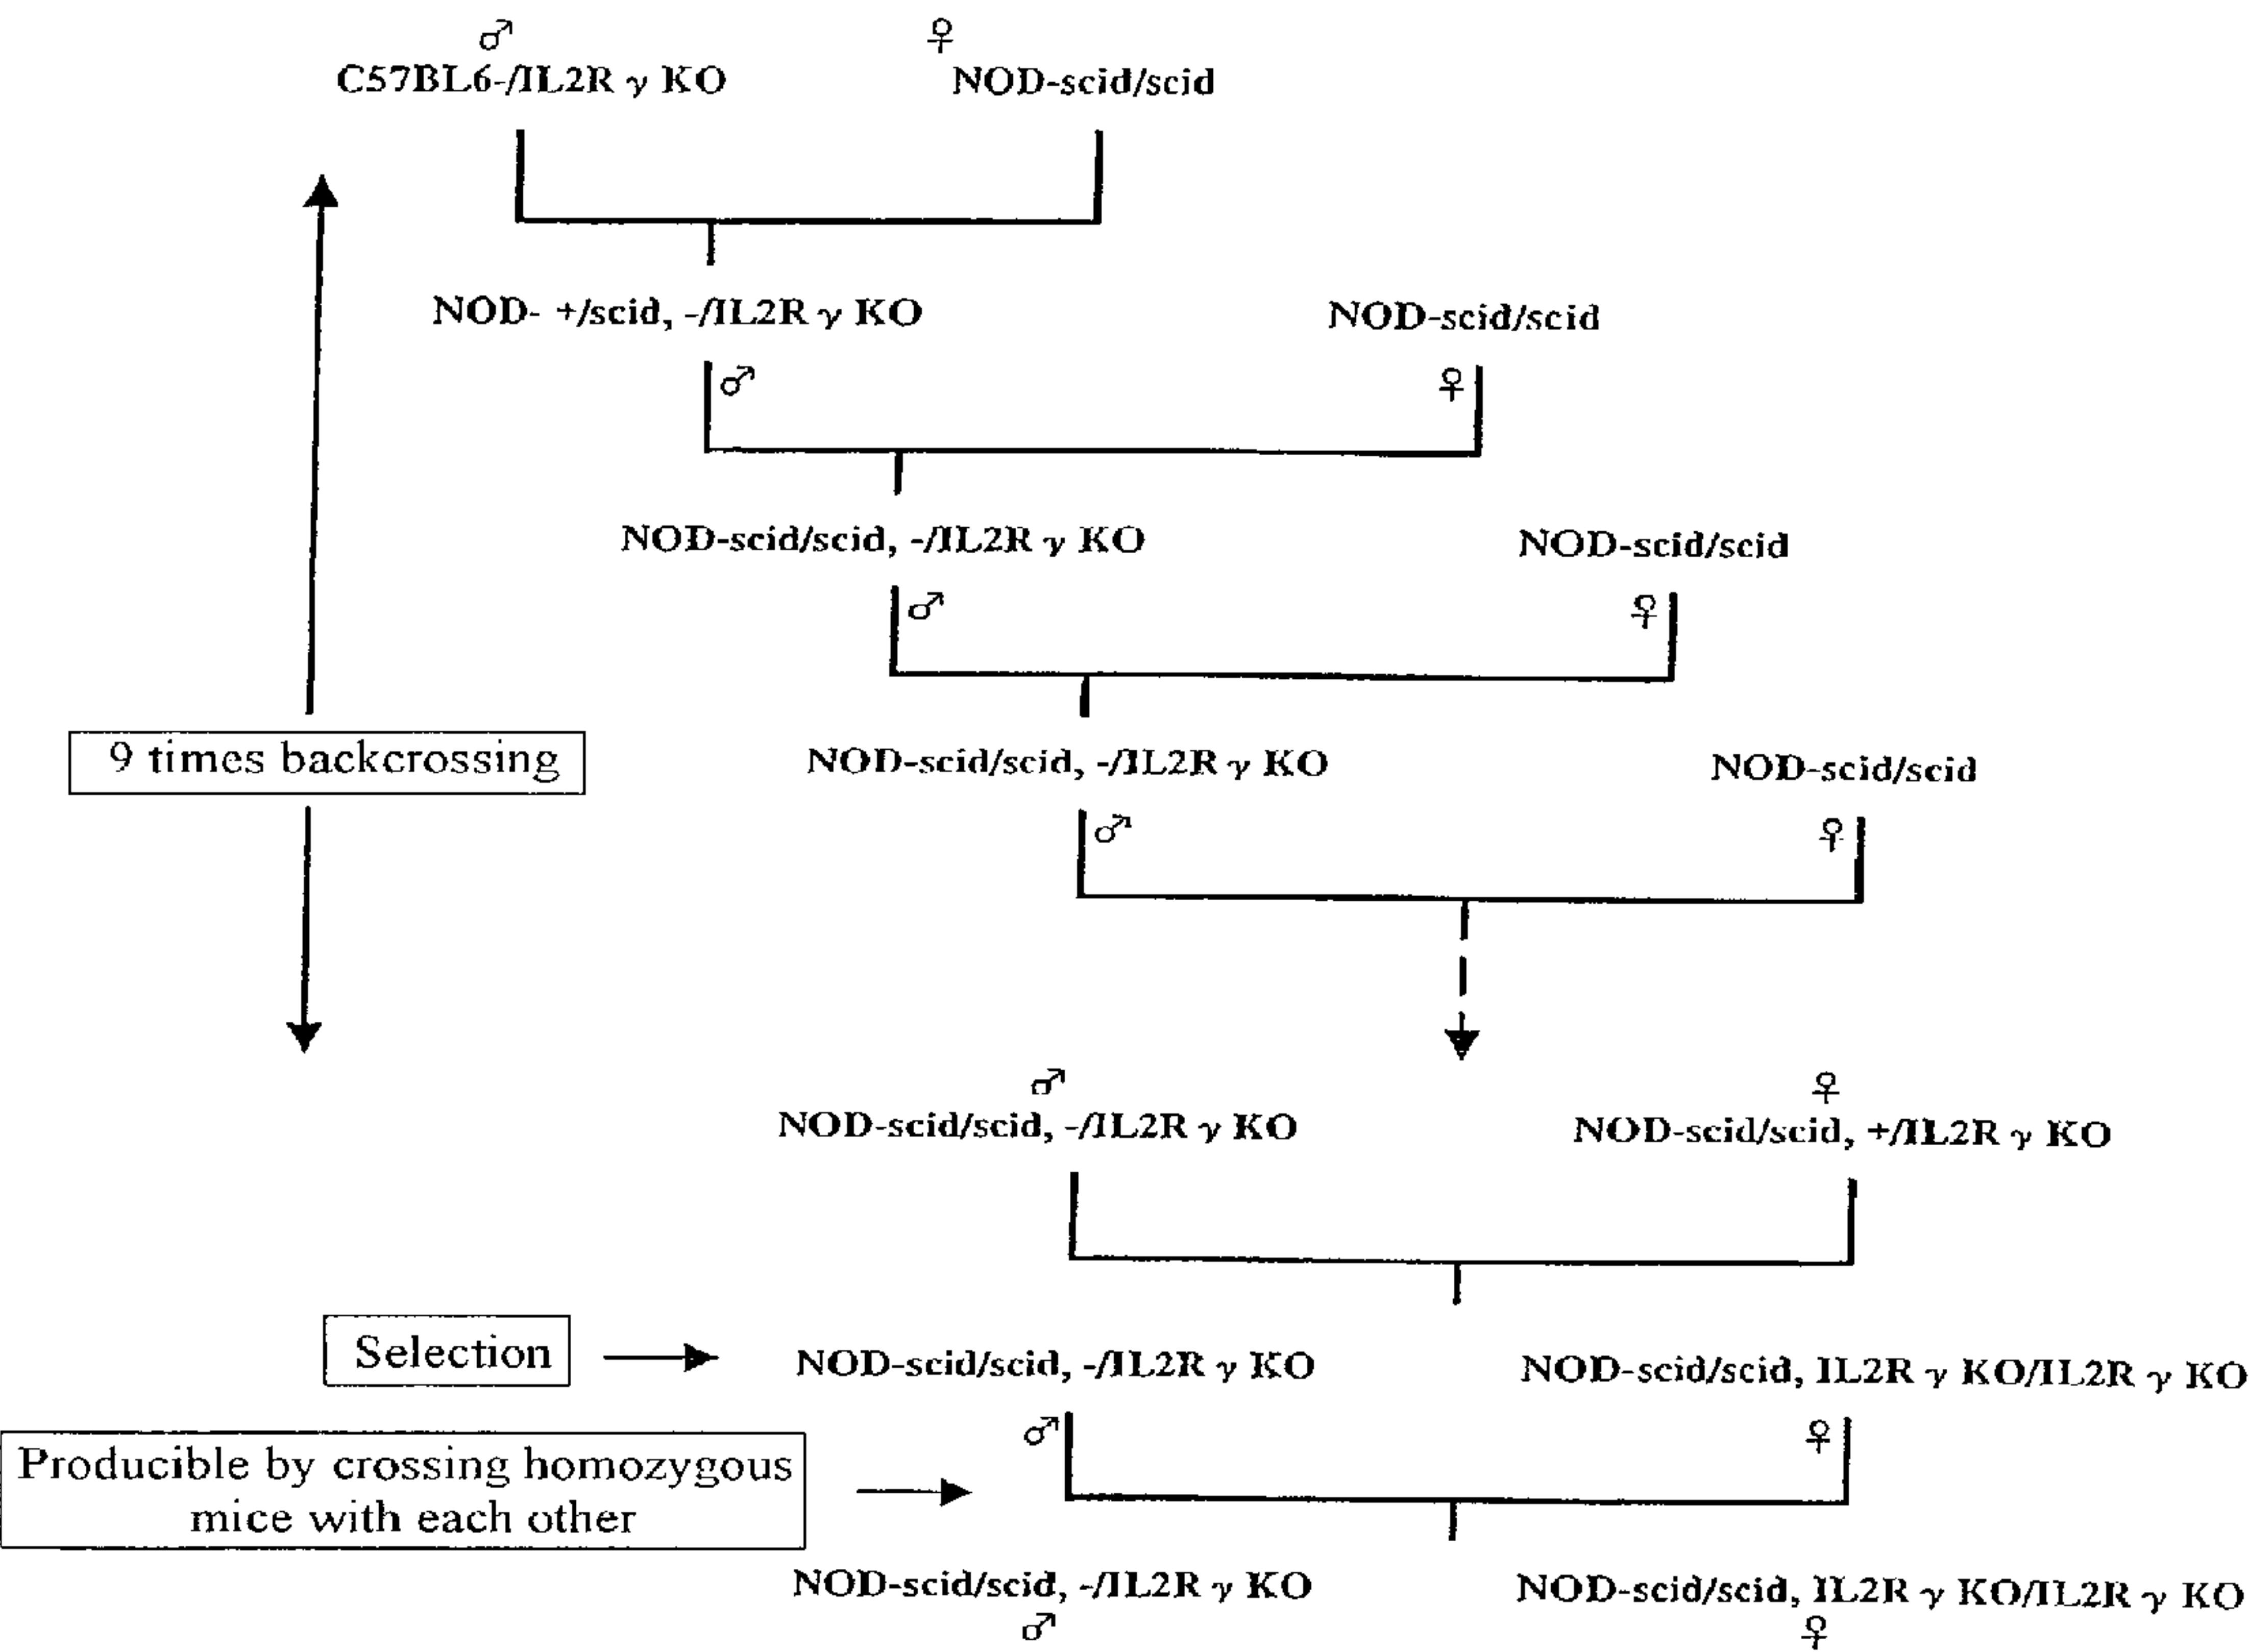 ♂ ♀
C57BL6-/IL2R γ KO NOD-scid/scid
NOD- +/scid, -/IL2R γ KO NOD-scid/scid
♂ ♀
NOD-scid/scid, -/IL2R γ KO NOD-scid/scid
♂ ♀
9 times backcrossing NOD-scid/scid, -/IL2R γ KO NOD-scid/scid
♂ ♀
♂ ♀
NOD-scid/scid, -/IL2R γ KO NOD-scid/scid, +/IL2R γ KO
Selection NOD-scid/scid, -/IL2R γ KO NOD-scid/scid, IL2R γ KO/IL2R γ KO
♂ ♀
Producible by crossing homozygous
mice with each other
NOD-scid/scid, -/IL2R γ KO NOD-scid/scid, IL2R γ KO/IL2R γ KO
♂ ♀